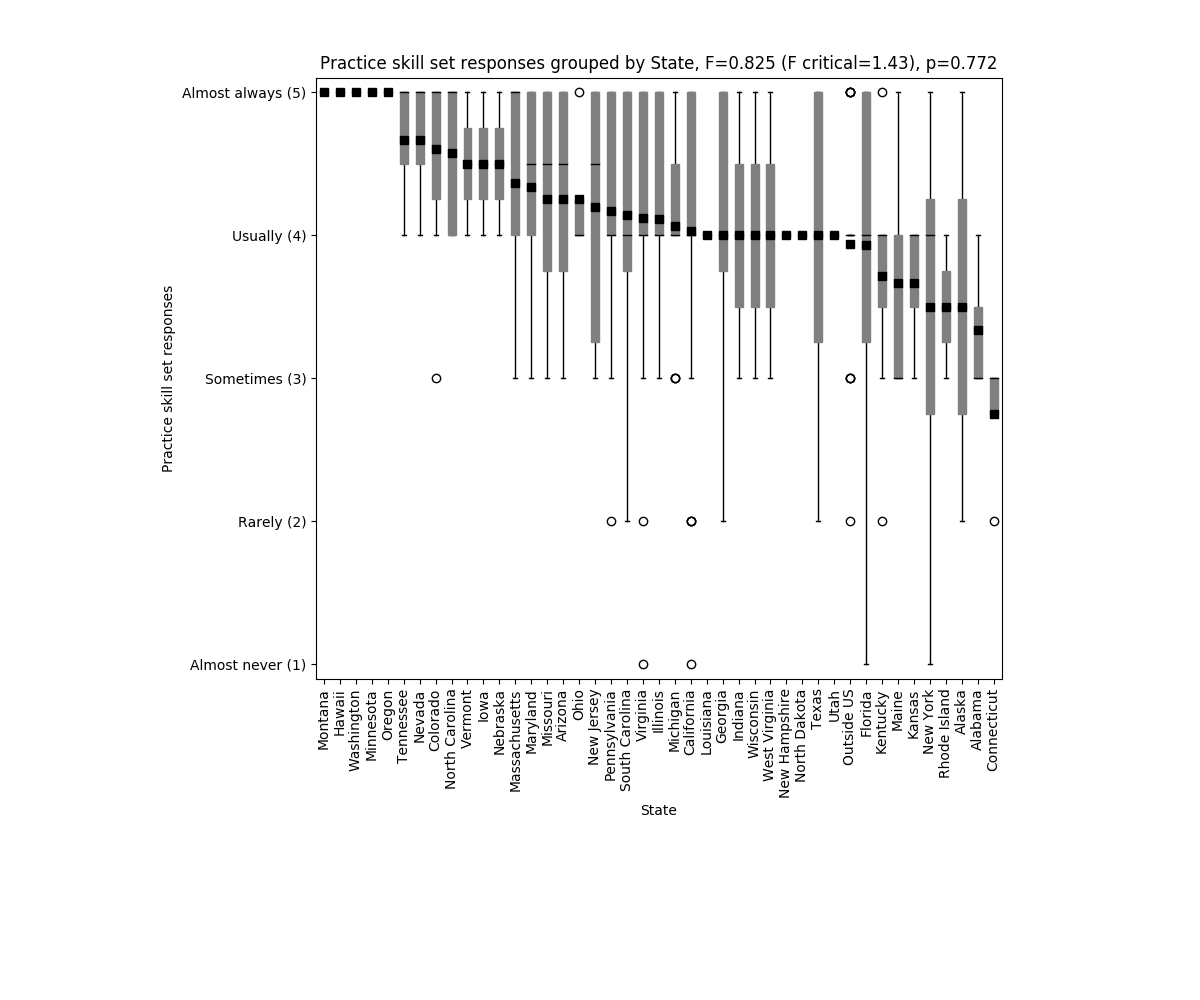 Practice skill set responses grouped by State, F=0.825 (F critical=1.43), p=0.772
Almost always (5)
Usually (4)
Sometimes (3)
Rarely (2)
Almost never (1)
Practice skill set responses
Montana
Hawaii
Washington
Minnesota
Oregon
Tennessee
Nevada
Colorado
North Carolina
Vermont
Iowa
Nebraska
Massachusetts
Maryland
Missouri
Arizona
Ohio
New Jersey
Pennsylvania
South Carolina
Virginia
Illinois
Michigan
California
Louisiana
Georgia
Indiana
Wisconsin
West Virginia
New Hampshire
North Dakota
Texas
Utah
Outside US
Florida
Kentucky
Maine
Kansas
New York
Rhode Island
Alaska
Alabama
Connecticut
State